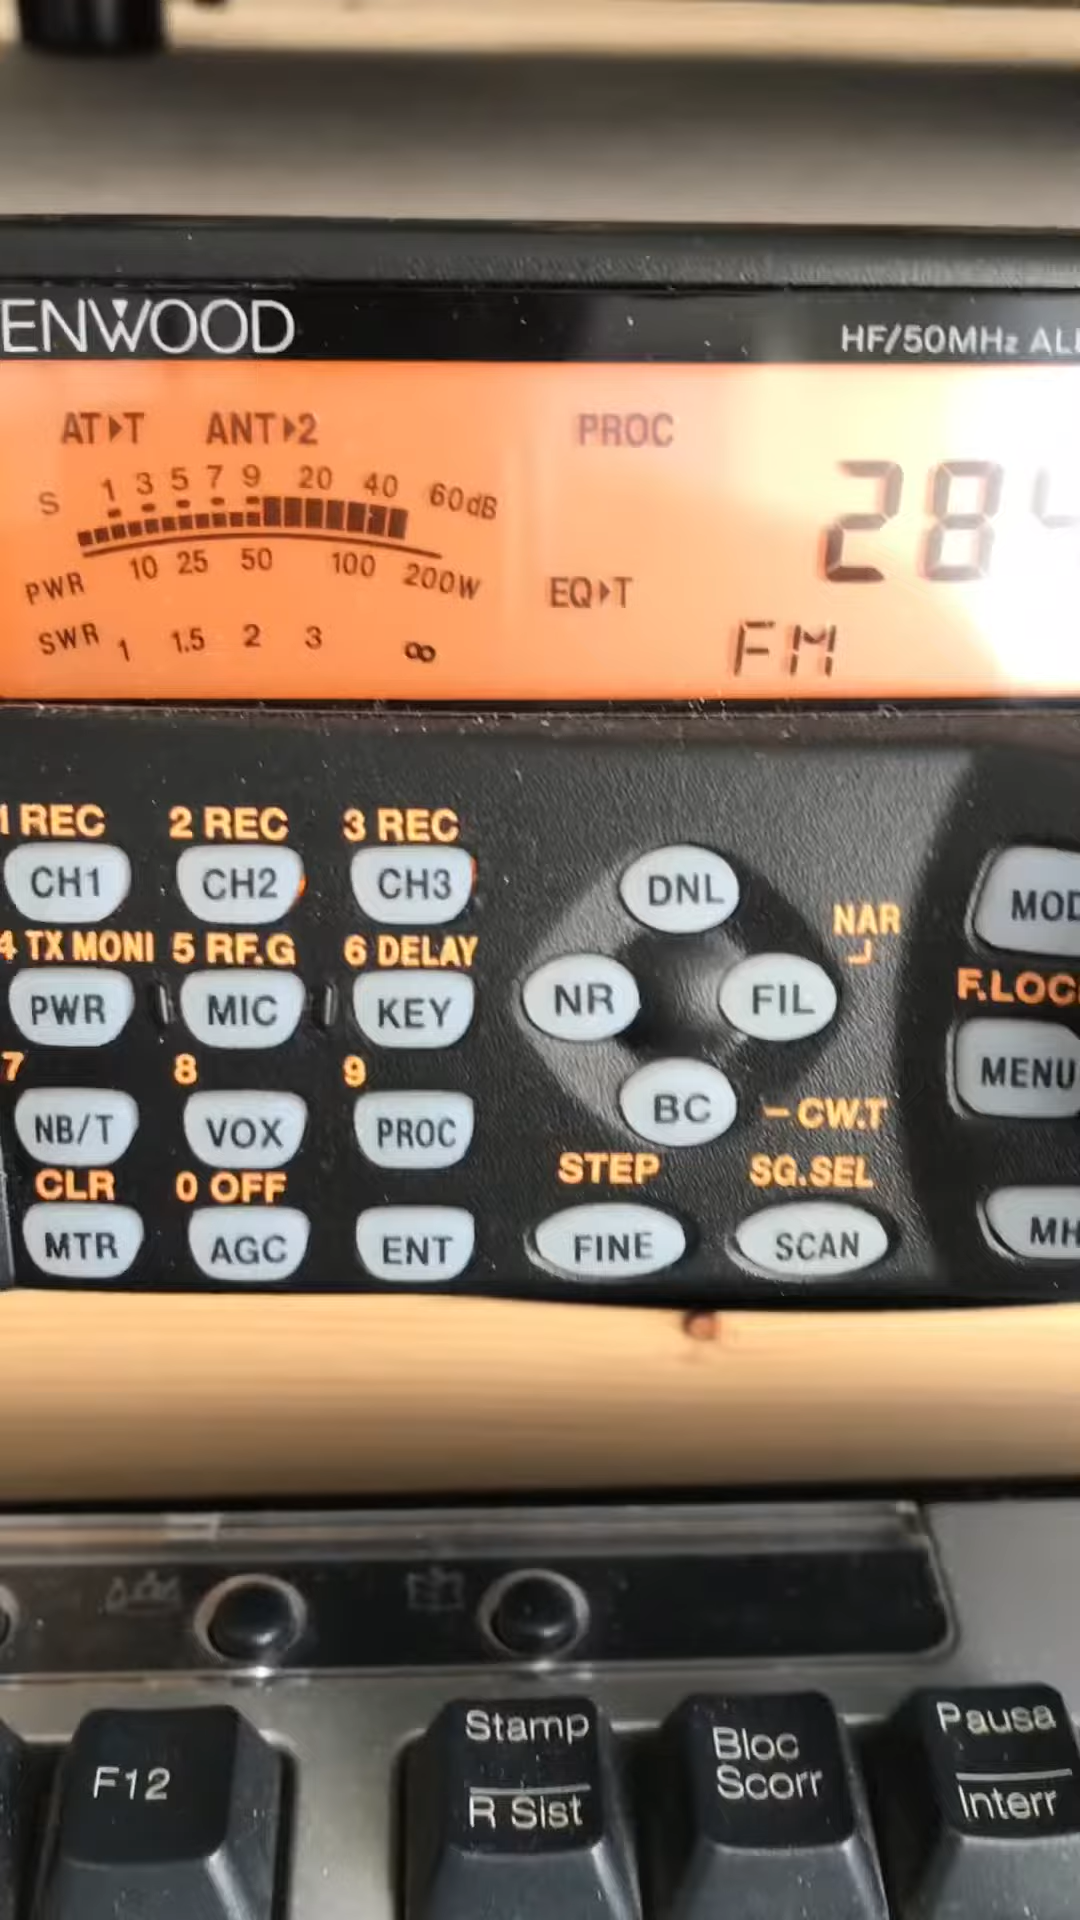 ENWOOD
HF/50MHz AL
AT▸T ANT▸2 PROC
S 1 3 5 7 9 20 40 60dB
284
PWR 10 25 50 100 200W
EQ▸T
SWR 1 1.5 2 3 ∞
FM
1 REC 2 REC 3 REC
CH1 CH2 CH3 DNL MOD
4 TX MONI 5 RF.G 6 DELAY NAR
F.LOC
PWR MIC KEY NR FIL
7 8 9 MENU
NB/T VOX PROC BC -CW.T
CLR 0 OFF STEP SG.SEL
MTR AGC ENT FINE SCAN MH
F12
Stamp
R Sist
Bloc
Scorr
Pausa
Interr